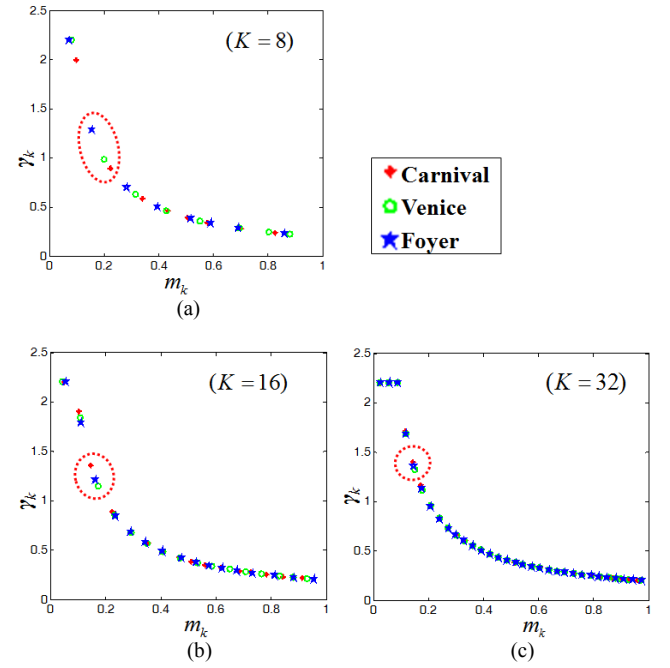 2.5
2
1.5
1
0.5
0
0 0.2 0.4 0.6 0.8 1
γk
mk
(K = 8)
(a)
Carnival
Venice
Foyer
2.5
2
1.5
1
0.5
0
0 0.2 0.4 0.6 0.8 1
γk
mk
(K = 16)
(b)
2.5
2
1.5
1
0.5
0
0 0.2 0.4 0.6 0.8 1
γk
mk
(K = 32)
(c)